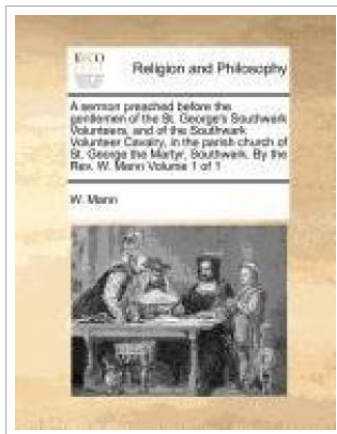 ECCO
Religion and Philosophy
A sermon preached before the
gentlemen of the St. George's Southwark
Volunteers, and of the Southwark
Volunteer Cavalry, in the parish church of
St. George the Martyr, Southwark. By the
Rev. W. Mann Volume 1 of 1
W. Mann